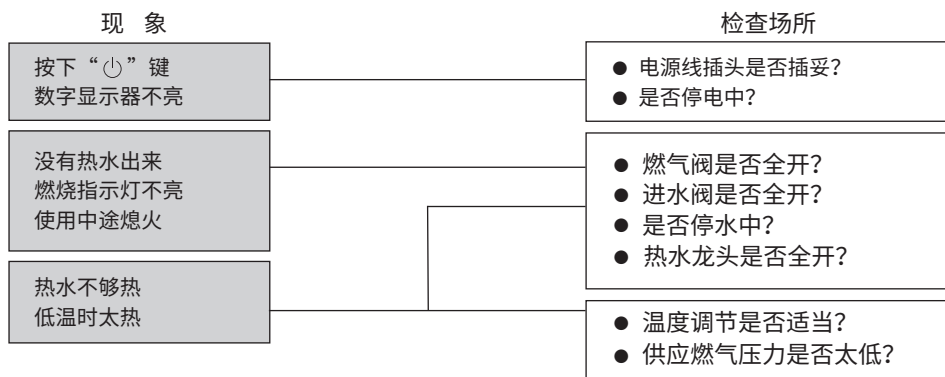 现 象
检查场所
按下“⏻”键
数字显示器不亮
● 电源线插头是否插妥？
● 是否停电中？
没有热水出来
燃烧指示灯不亮
使用中途熄火
● 燃气阀是否全开？
● 进水阀是否全开？
● 是否停水中？
● 热水龙头是否全开？
热水不够热
低温时太热
● 温度调节是否适当？
● 供应燃气压力是否太低？